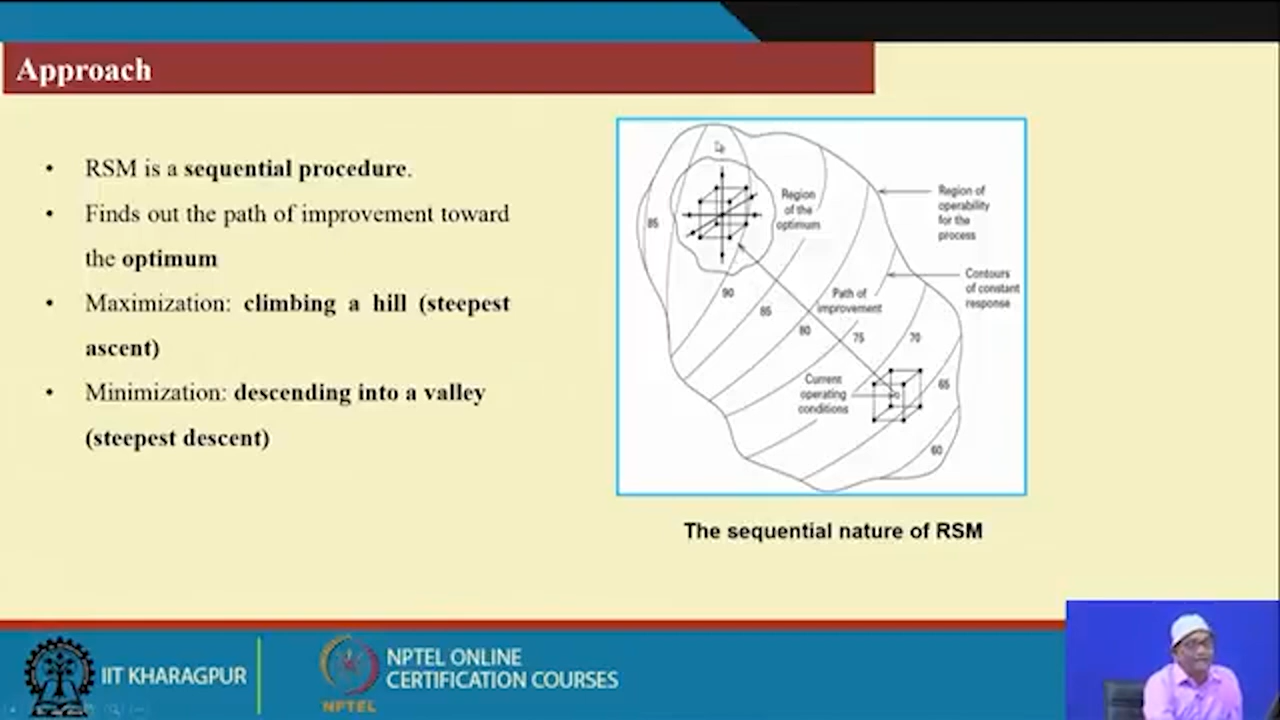 Approach
• RSM is a sequential procedure.
• Finds out the path of improvement toward
the optimum
• Maximization: climbing a hill (steepest
ascent)
• Minimization: descending into a valley
(steepest descent)
85
Region
of the
optimum
Region of
operability
for the
process
Contours
of constant
response
90
85
Path of
improvement
80
75
70
Current
operating
conditions
65
60
The sequential nature of RSM
IIT KHARAGPUR
NPTEL
NPTEL ONLINE
CERTIFICATION COURSES